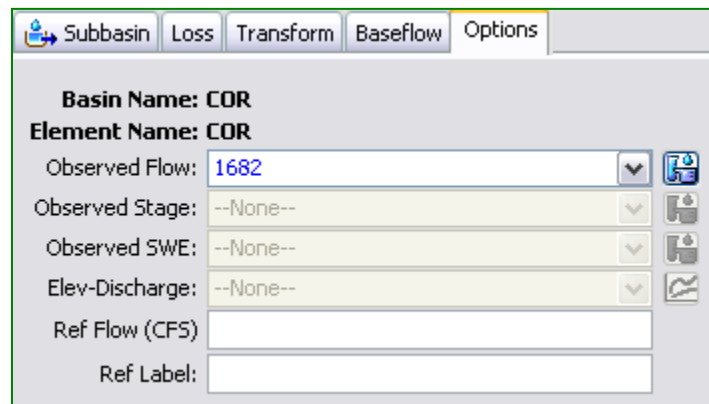 Subbasin Loss Transform Baseflow Options
Basin Name: COR
Element Name: COR
Observed Flow: 1682
Observed Stage: --None--
Observed SWE: --None--
Elev-Discharge: --None--
Ref Flow (CFS)
Ref Label: